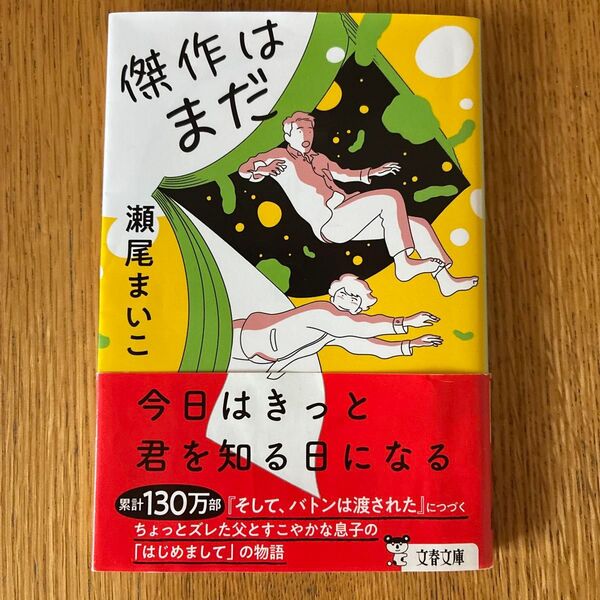 傑作は
まだ
瀬尾まいこ
今日はきっと
君を知る日になる
累計130万部『そして、バトンは渡された』につづく
ちょっとズレた父とすこやかな息子の
「はじめまして」の物語
文春文庫